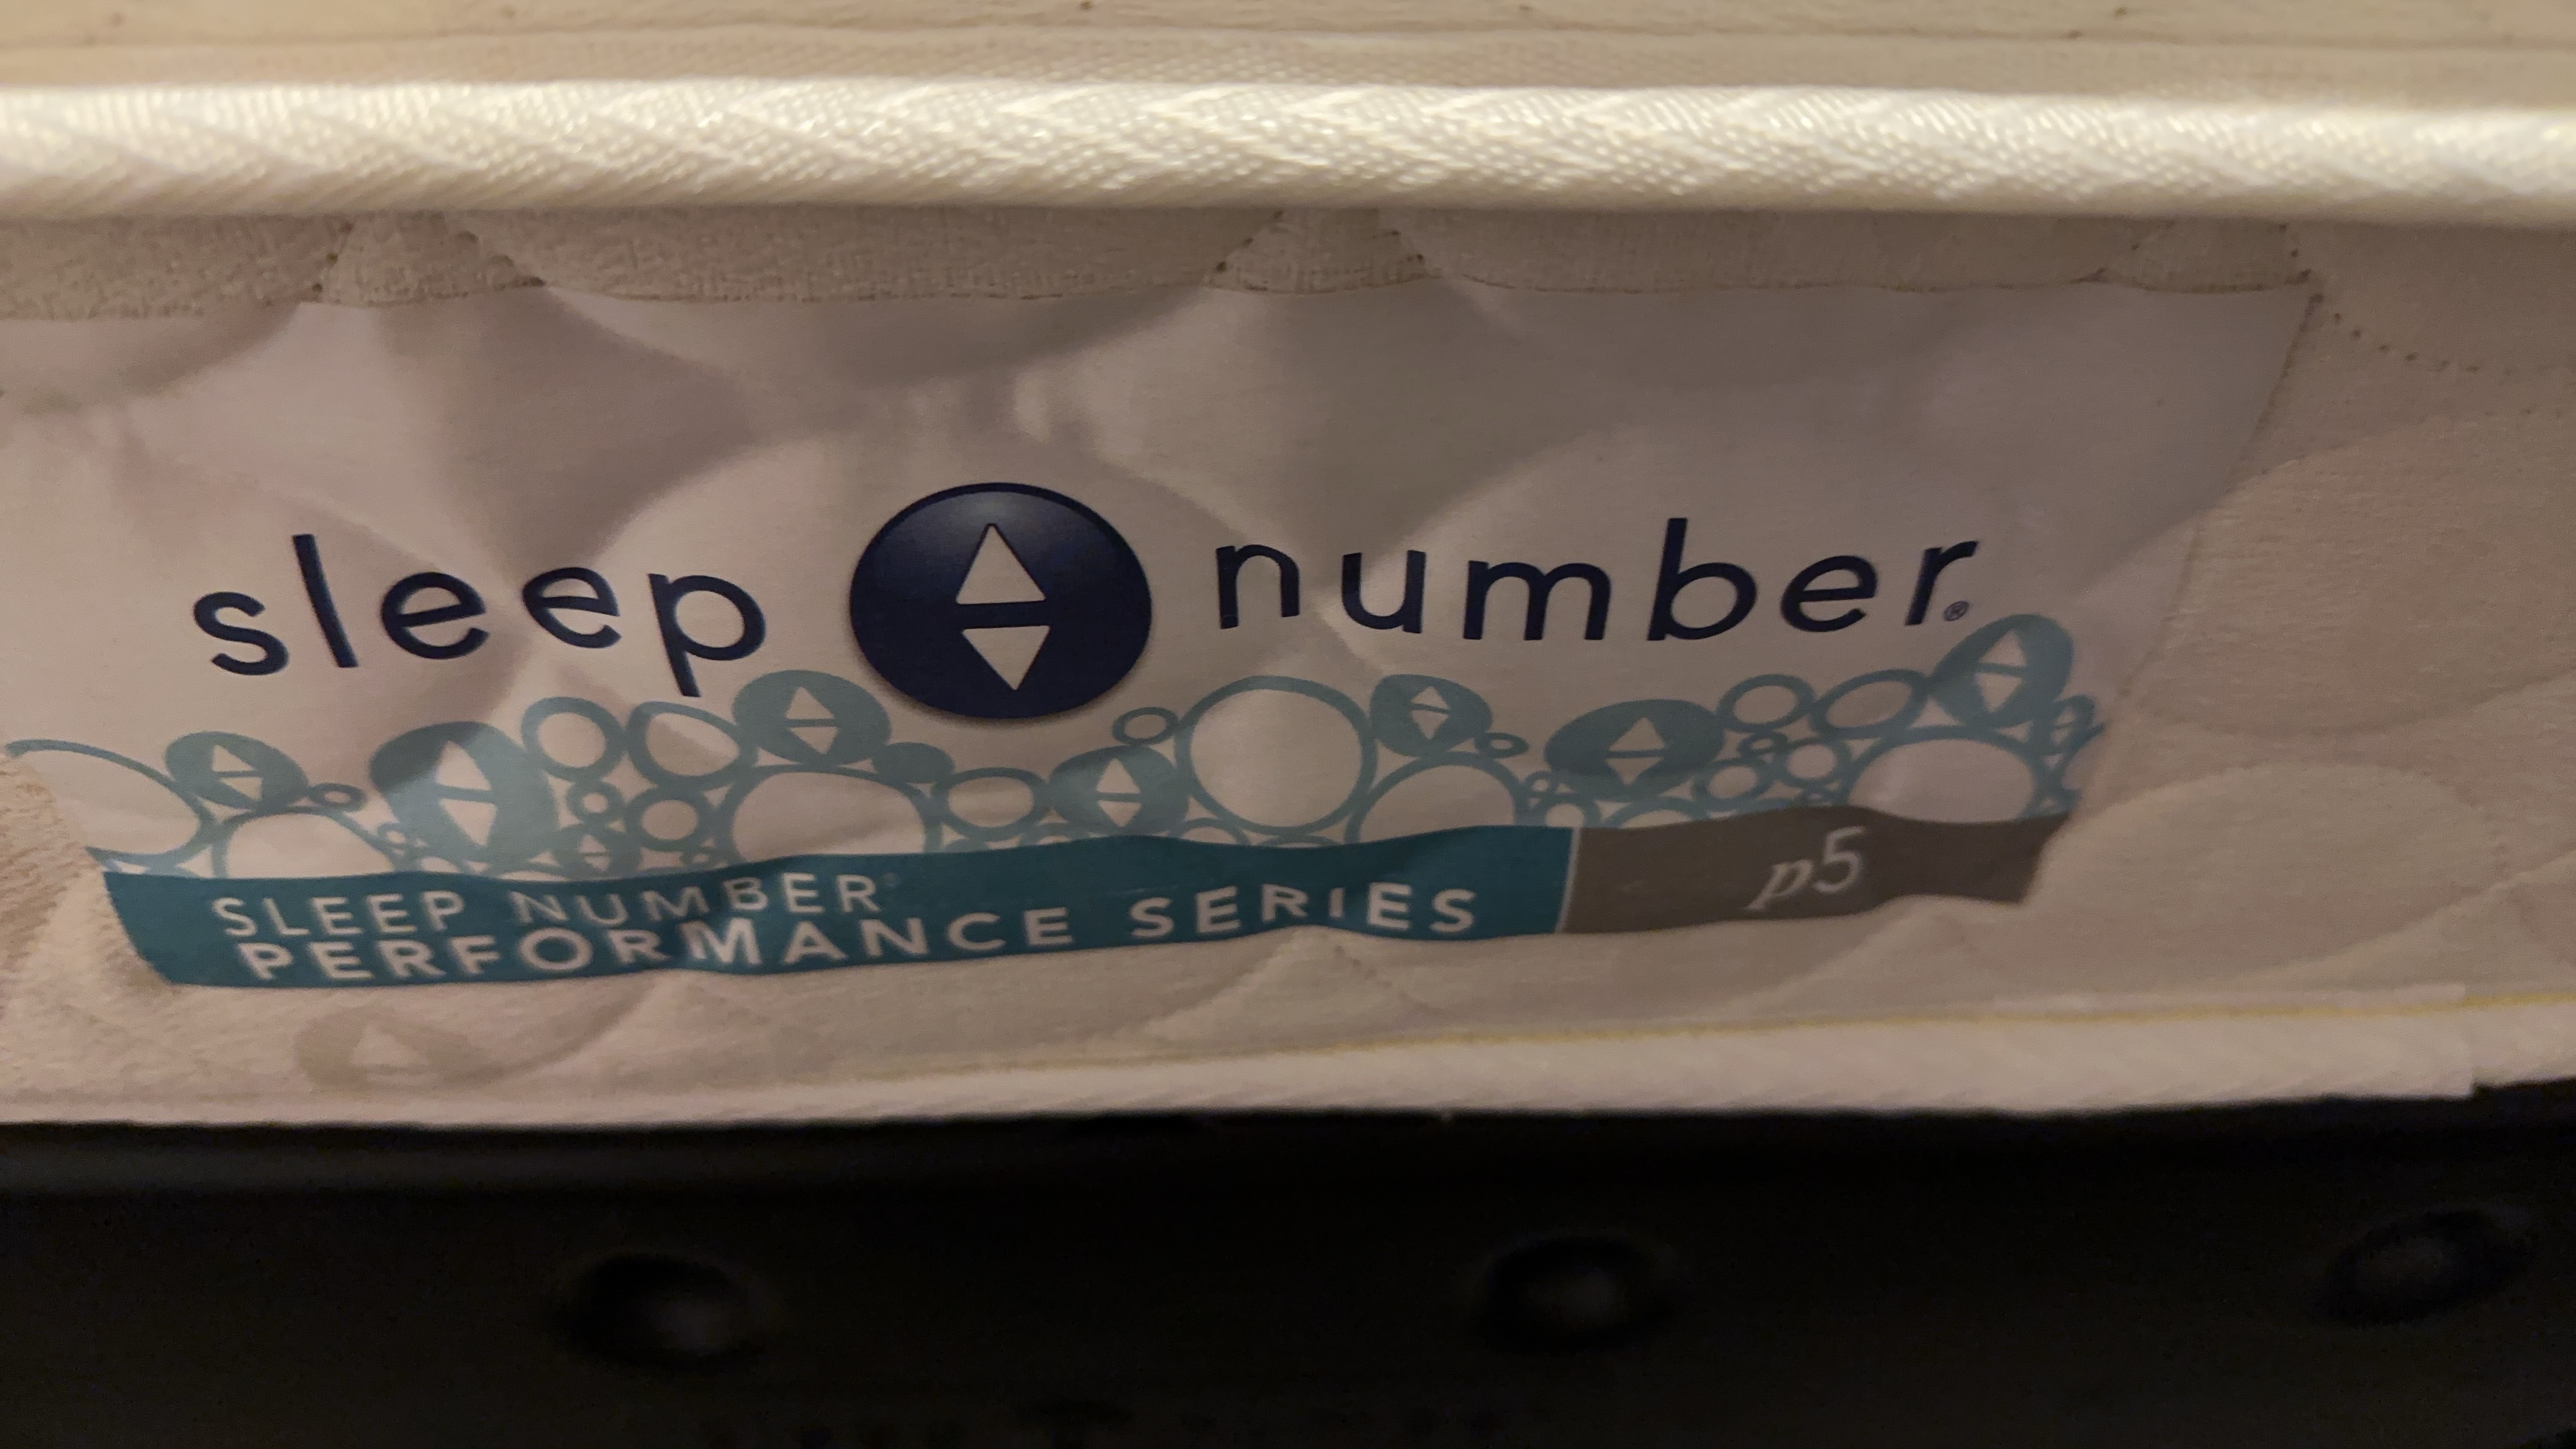 sleep number®
SLEEP NUMBER®
PERFORMANCE SERIES
p5